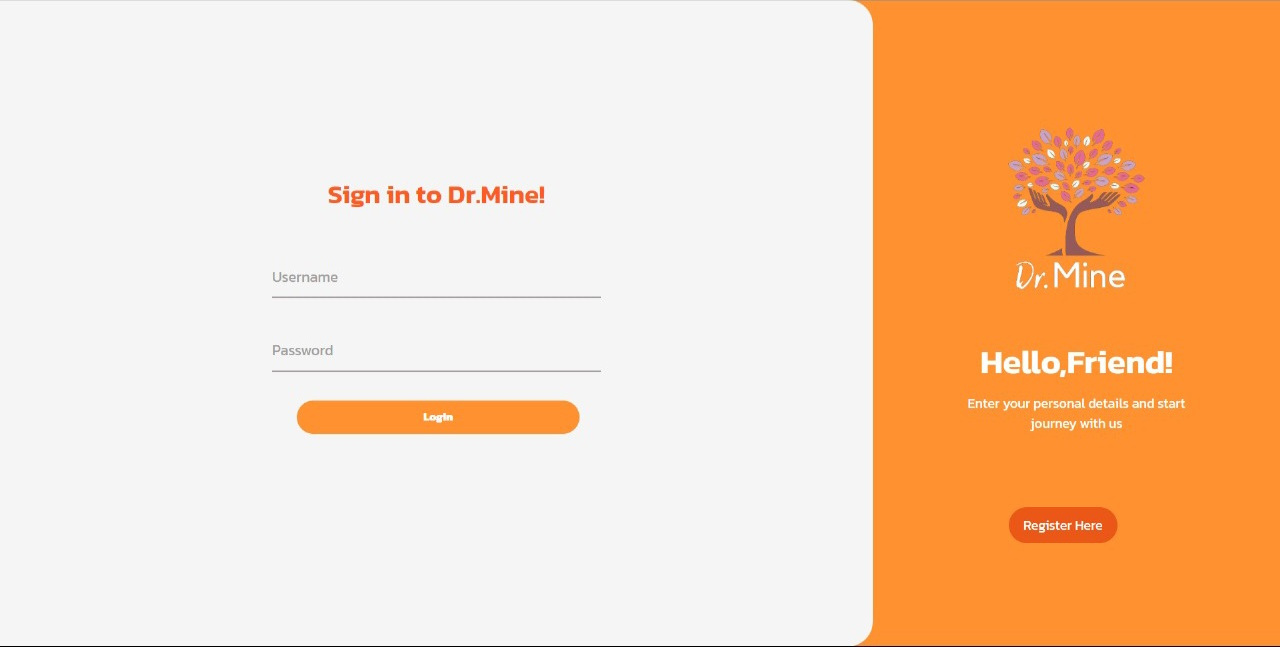 Sign in to Dr.Mine!
Username
Password
Login
Dr. Mine
Hello,Friend!
Enter your personal details and start
journey with us
Register Here